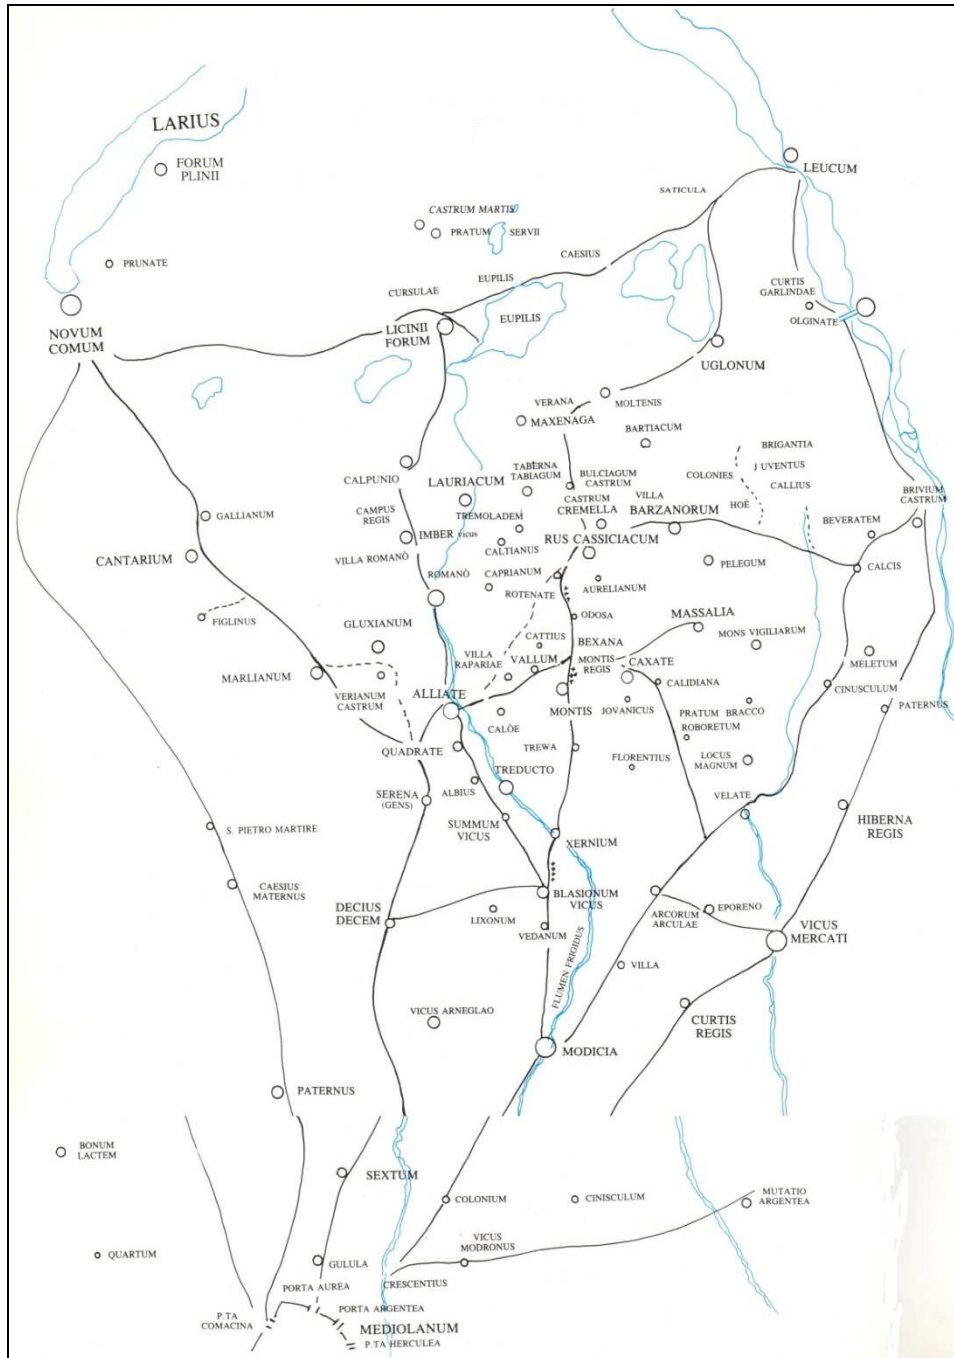 LARIUS
FORUM
PLINII
LEUCUM
SATICULA
CASTRUM MARTIS
PRATUM
SERVII
CAESIUS
PRUNATE
EUPILIS
CURSULAE
CURTIS
GARLINDAE
OLGINATE
EUPILIS
NOVUM
COMUM
LICINII
FORUM
UGLONUM
VERANA
MOLTENIS
MAXENAGA
BARTIACUM
BRIGANTIA
JUVENTUS
COLONIES
CALLIUS
TABERNA
TABIAGUM
BULCIAGUM
CASTRUM
CALPUNIO
LAURIACUM
CASTRUM
CREMELLA
VILLA
BARZANORUM
HOÈ
BRIVIUM
CASTRUM
GALLIANUM
CAMPUS
REGIS
TREMOLADEM
BEVERATEM
IMBER vicus
CALTIANUS
RUS CASSICIACUM
CANTARIUM
VILLA ROMANÒ
PELEGUM
CALCIS
ROMANÒ
CAPRIANUM
ROTENATE
AURELIANUM
FIGLINUS
ODOSA
MASSALIA
GLUXIANUM
CATTIUS
BEXANA
MONS VIGILIARUM
VILLA
RAPARIAE
VALLUM
MONTIS
REGIS
CAXATE
MELETUM
MARLIANUM
VERIANUM
CASTRUM
CALIDIANA
CINUSCULUM
ALLIATE
MONTIS
JOVANICUS
PRATUM
ROBORETUM
BRACCO
PATERNUS
CALÒE
QUADRATE
TREWA
FLORENTIUS
LOCUS
MAGNUM
TREDUCTO
SERENA
(GENS)
ALBIUS
VELATE
SUMMUM
VICUS
HIBERNA
REGIS
S. PIETRO MARTIRE
XERNIUM
CAESIUS
MATERNUS
BLASIONUM
VICUS
DECIUS
DECEM
LIXONUM
ARCORUM
ARCULAE
EPORENO
VICUS
MERCATI
VEDANUM
FLUMEN FRIGIDUS
VILLA
VICUS ARNEGLAO
CURTIS
REGIS
MODICIA
PATERNUS
BONUM
LACTEM
SEXTUM
COLONIUM
CINISCULUM
MUTATIO
ARGENTEA
QUARTUM
VICUS
MODRONUS
GULULA
CRESCENTIUS
PORTA AUREA
P.TA
COMACINA
PORTA ARGENTEA
MEDIOLANUM
P.TA HERCULEA